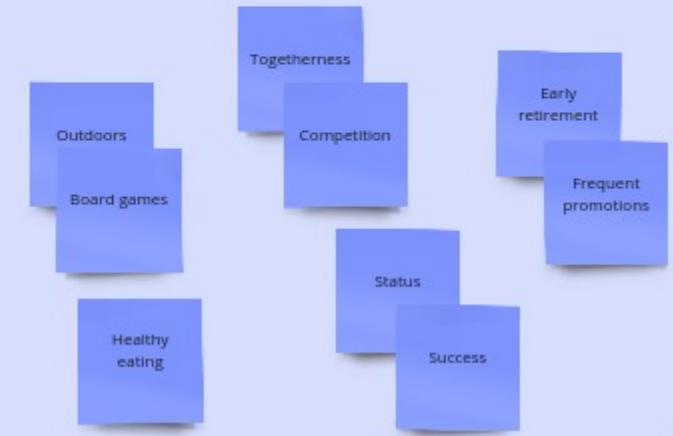 Togetherness
Competition
Early
retirement
Frequent
promotions
Outdoors
Board games
Status
Success
Healthy
eating